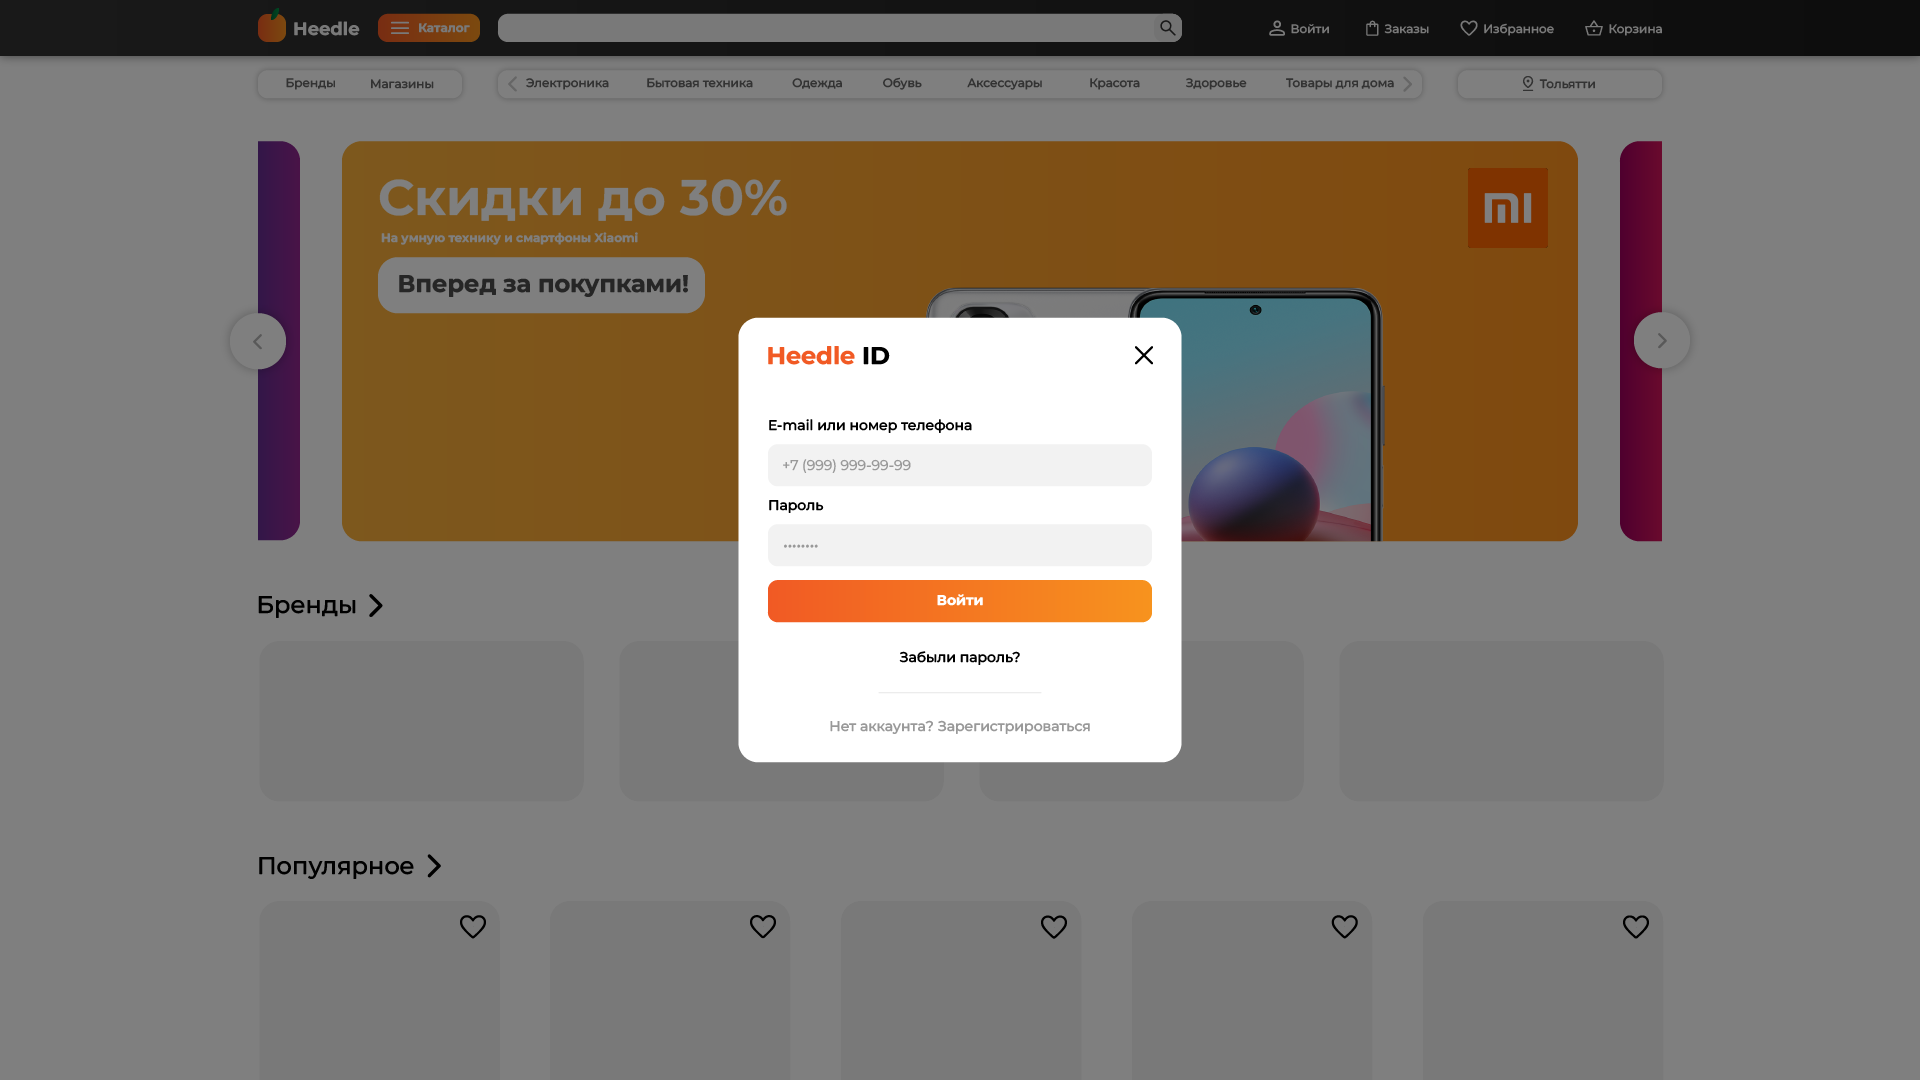 Heedle
Каталог
Войти
Заказы
Избранное
Корзина
Бренды
Магазины
Электроника
Бытовая техника
Одежда
Обувь
Аксессуары
Красота
Здоровье
Товары для дома
Тольятти
Скидки до 30%
На умную технику и смартфоны Xiaomi
Вперед за покупками!
mi
Heedle ID
E-mail или номер телефона
+7 (999) 999-99-99
Пароль
••••••••
Войти
Забыли пароль?
Нет аккаунта? Зарегистрироваться
Бренды
Популярное